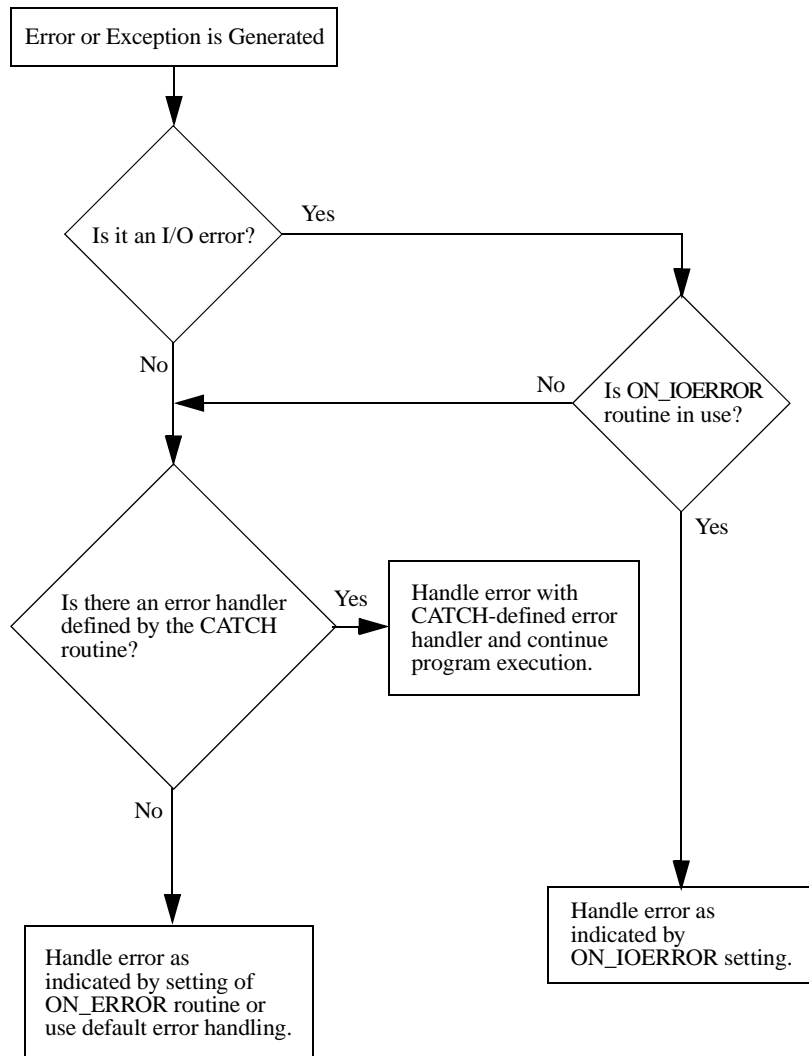 Error or Exception is Generated
Is it an I/O error?
Yes
No
No
Is ON_IOERROR
routine in use?
Yes
Is there an error handler
defined by the CATCH
routine?
Yes
Handle error with
CATCH-defined error
handler and continue
program execution.
No
Handle error as
indicated by
ON_IOERROR setting.
Handle error as
indicated by setting of
ON_ERROR routine or
use default error handling.